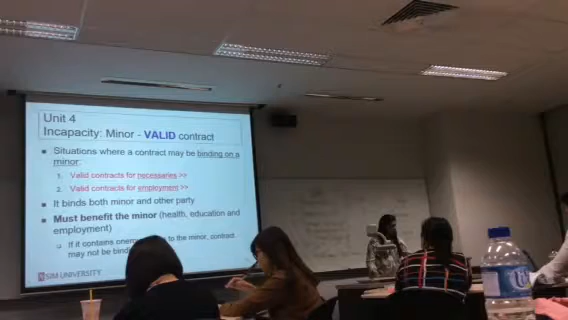 Unit 4
Incapacity: Minor - VALID contract
Situations where a contract may be binding on a
minor:
1. Valid contracts for necessaries >>
2. Valid contracts for employment >>
It binds both minor and other party
Must benefit the minor (health, education and
employment)
If it contains to the minor, contract
may not be
SIM UNIVERSITY